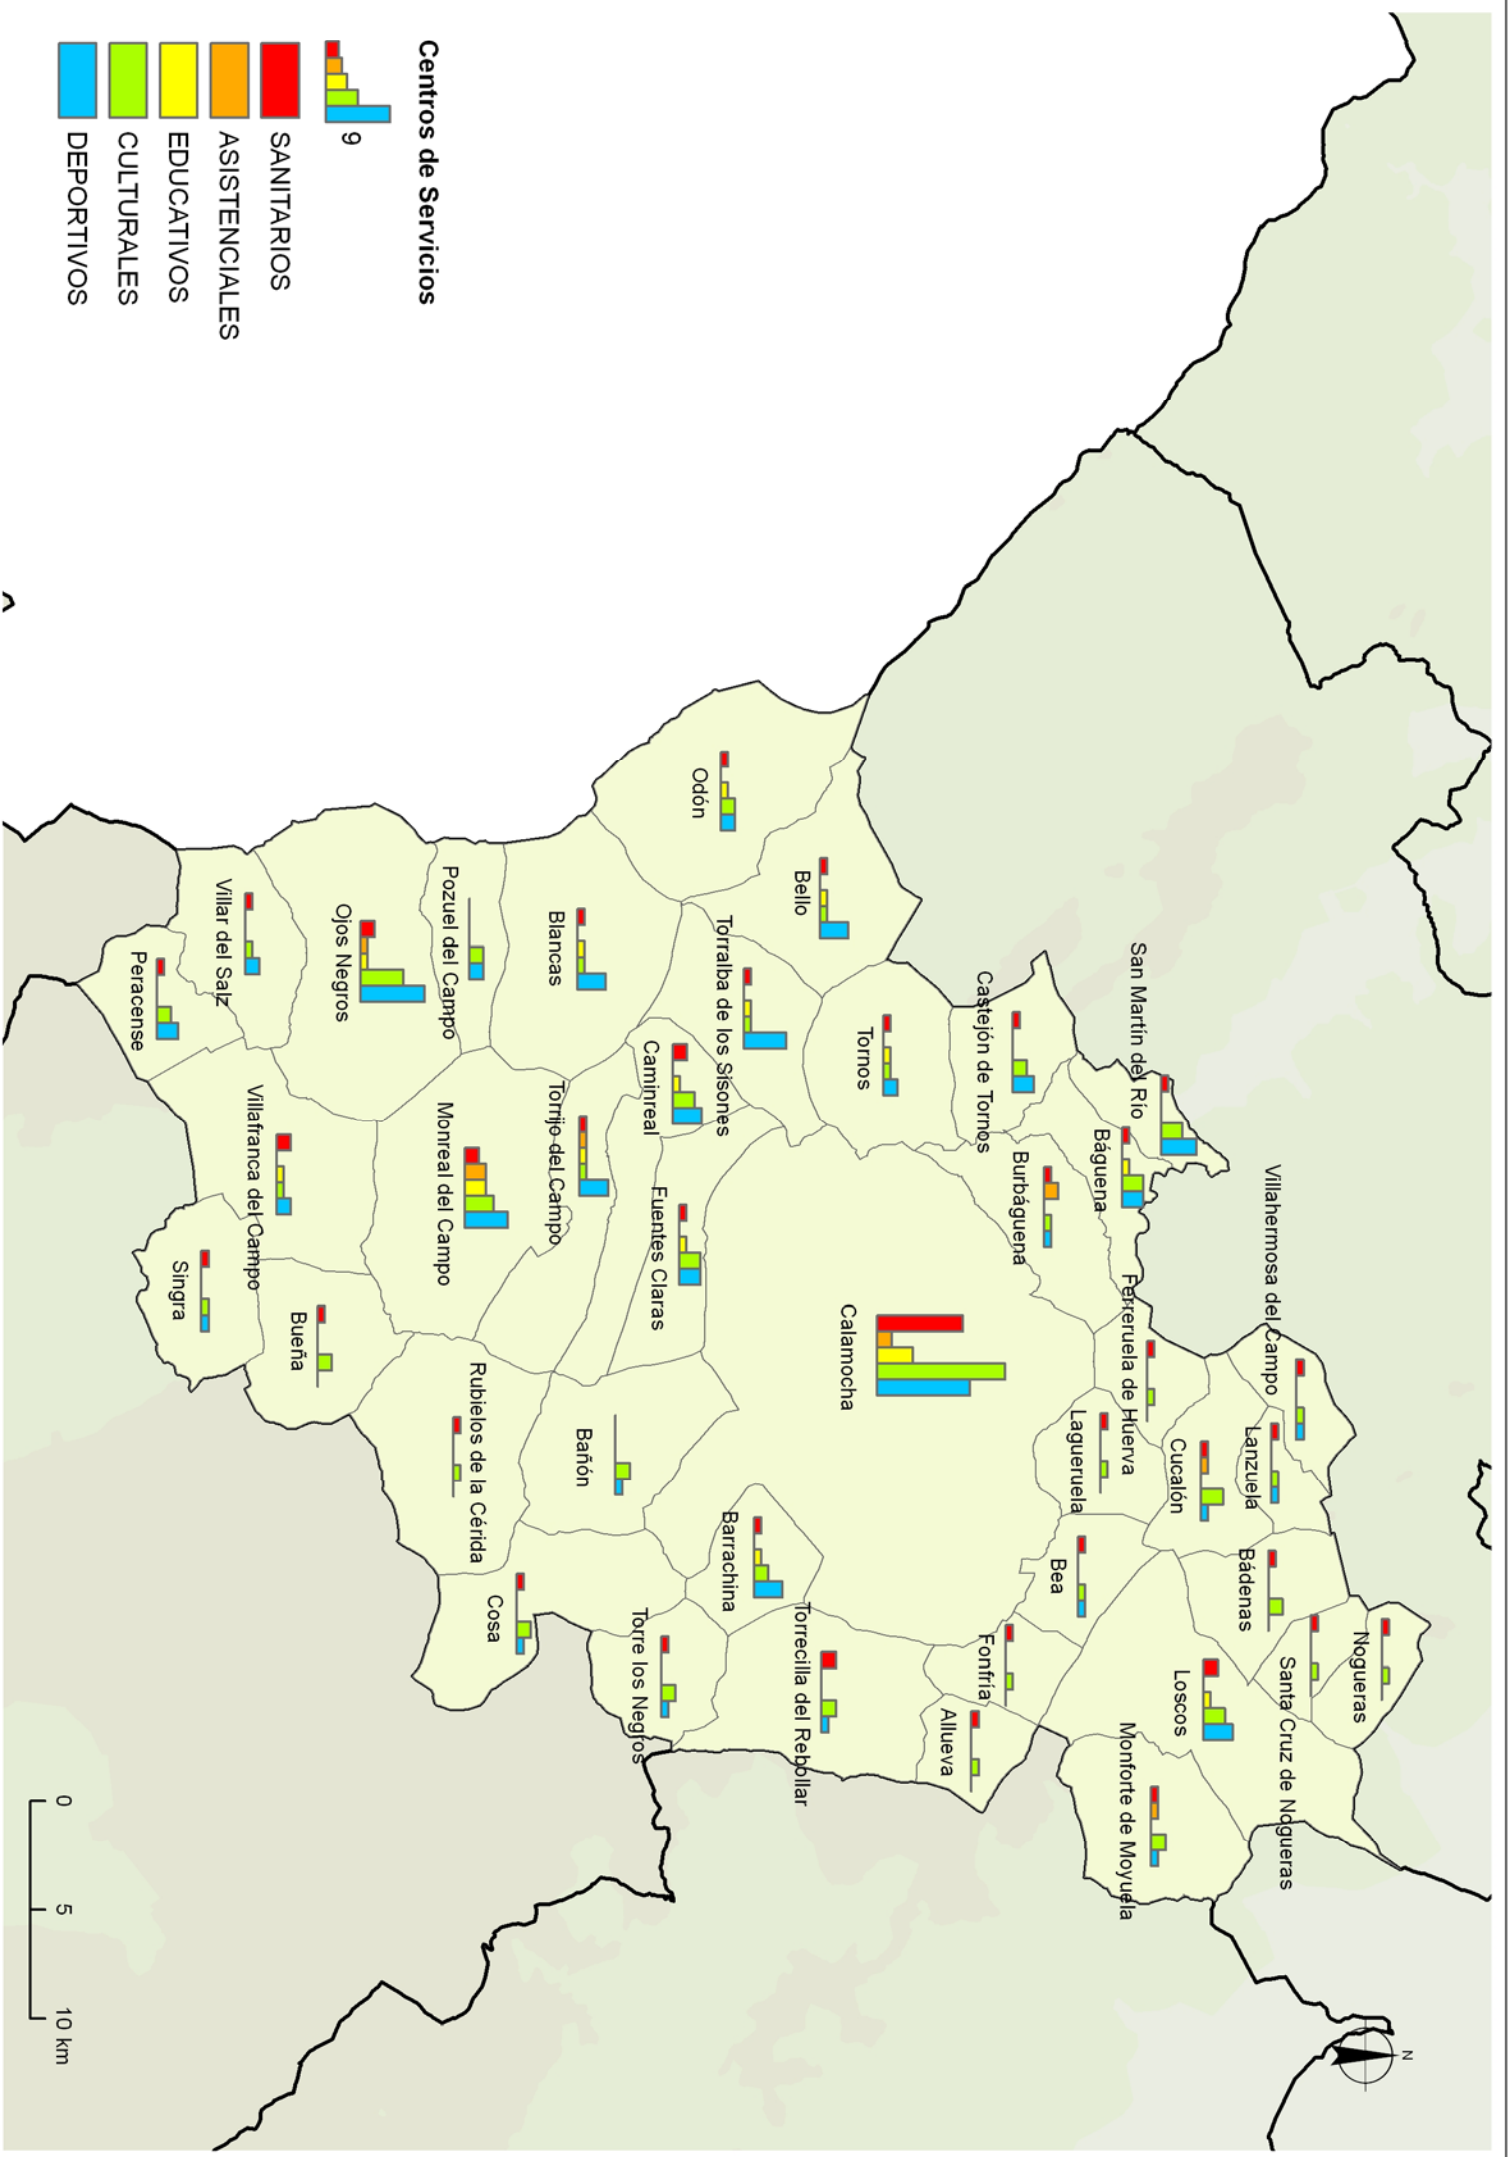 Centros de Servicios
9
SANITARIOS
ASISTENCIALES
EDUCATIVOS
CULTURALES
DEPORTIVOS
N
Nogueras
Santa Cruz de Nogueras
Villahermosa del Campo
Lanzuela
Bádenas
Cucalón
Loscos
San Martín del Río
Ferreruela de Huerva
Monforte de Moyuela
Báguena
Lagueruela
Bea
Burbáguena
Castejón de Tornos
Fonfría
Allueva
Tornos
Calamocha
Bello
Torrecilla del Rebollar
Torralba de los Sisones
Barrachina
Odón
Caminreal
Fuentes Claras
Torre los Negros
Bañón
Blancas
Torrijo del Campo
Cosa
Rubielos de la Cérida
Pozuel del Campo
Monreal del Campo
Ojos Negros
Bueña
Villafranca del Campo
Villar del Salz
Singra
Peracense
0
5
10 km